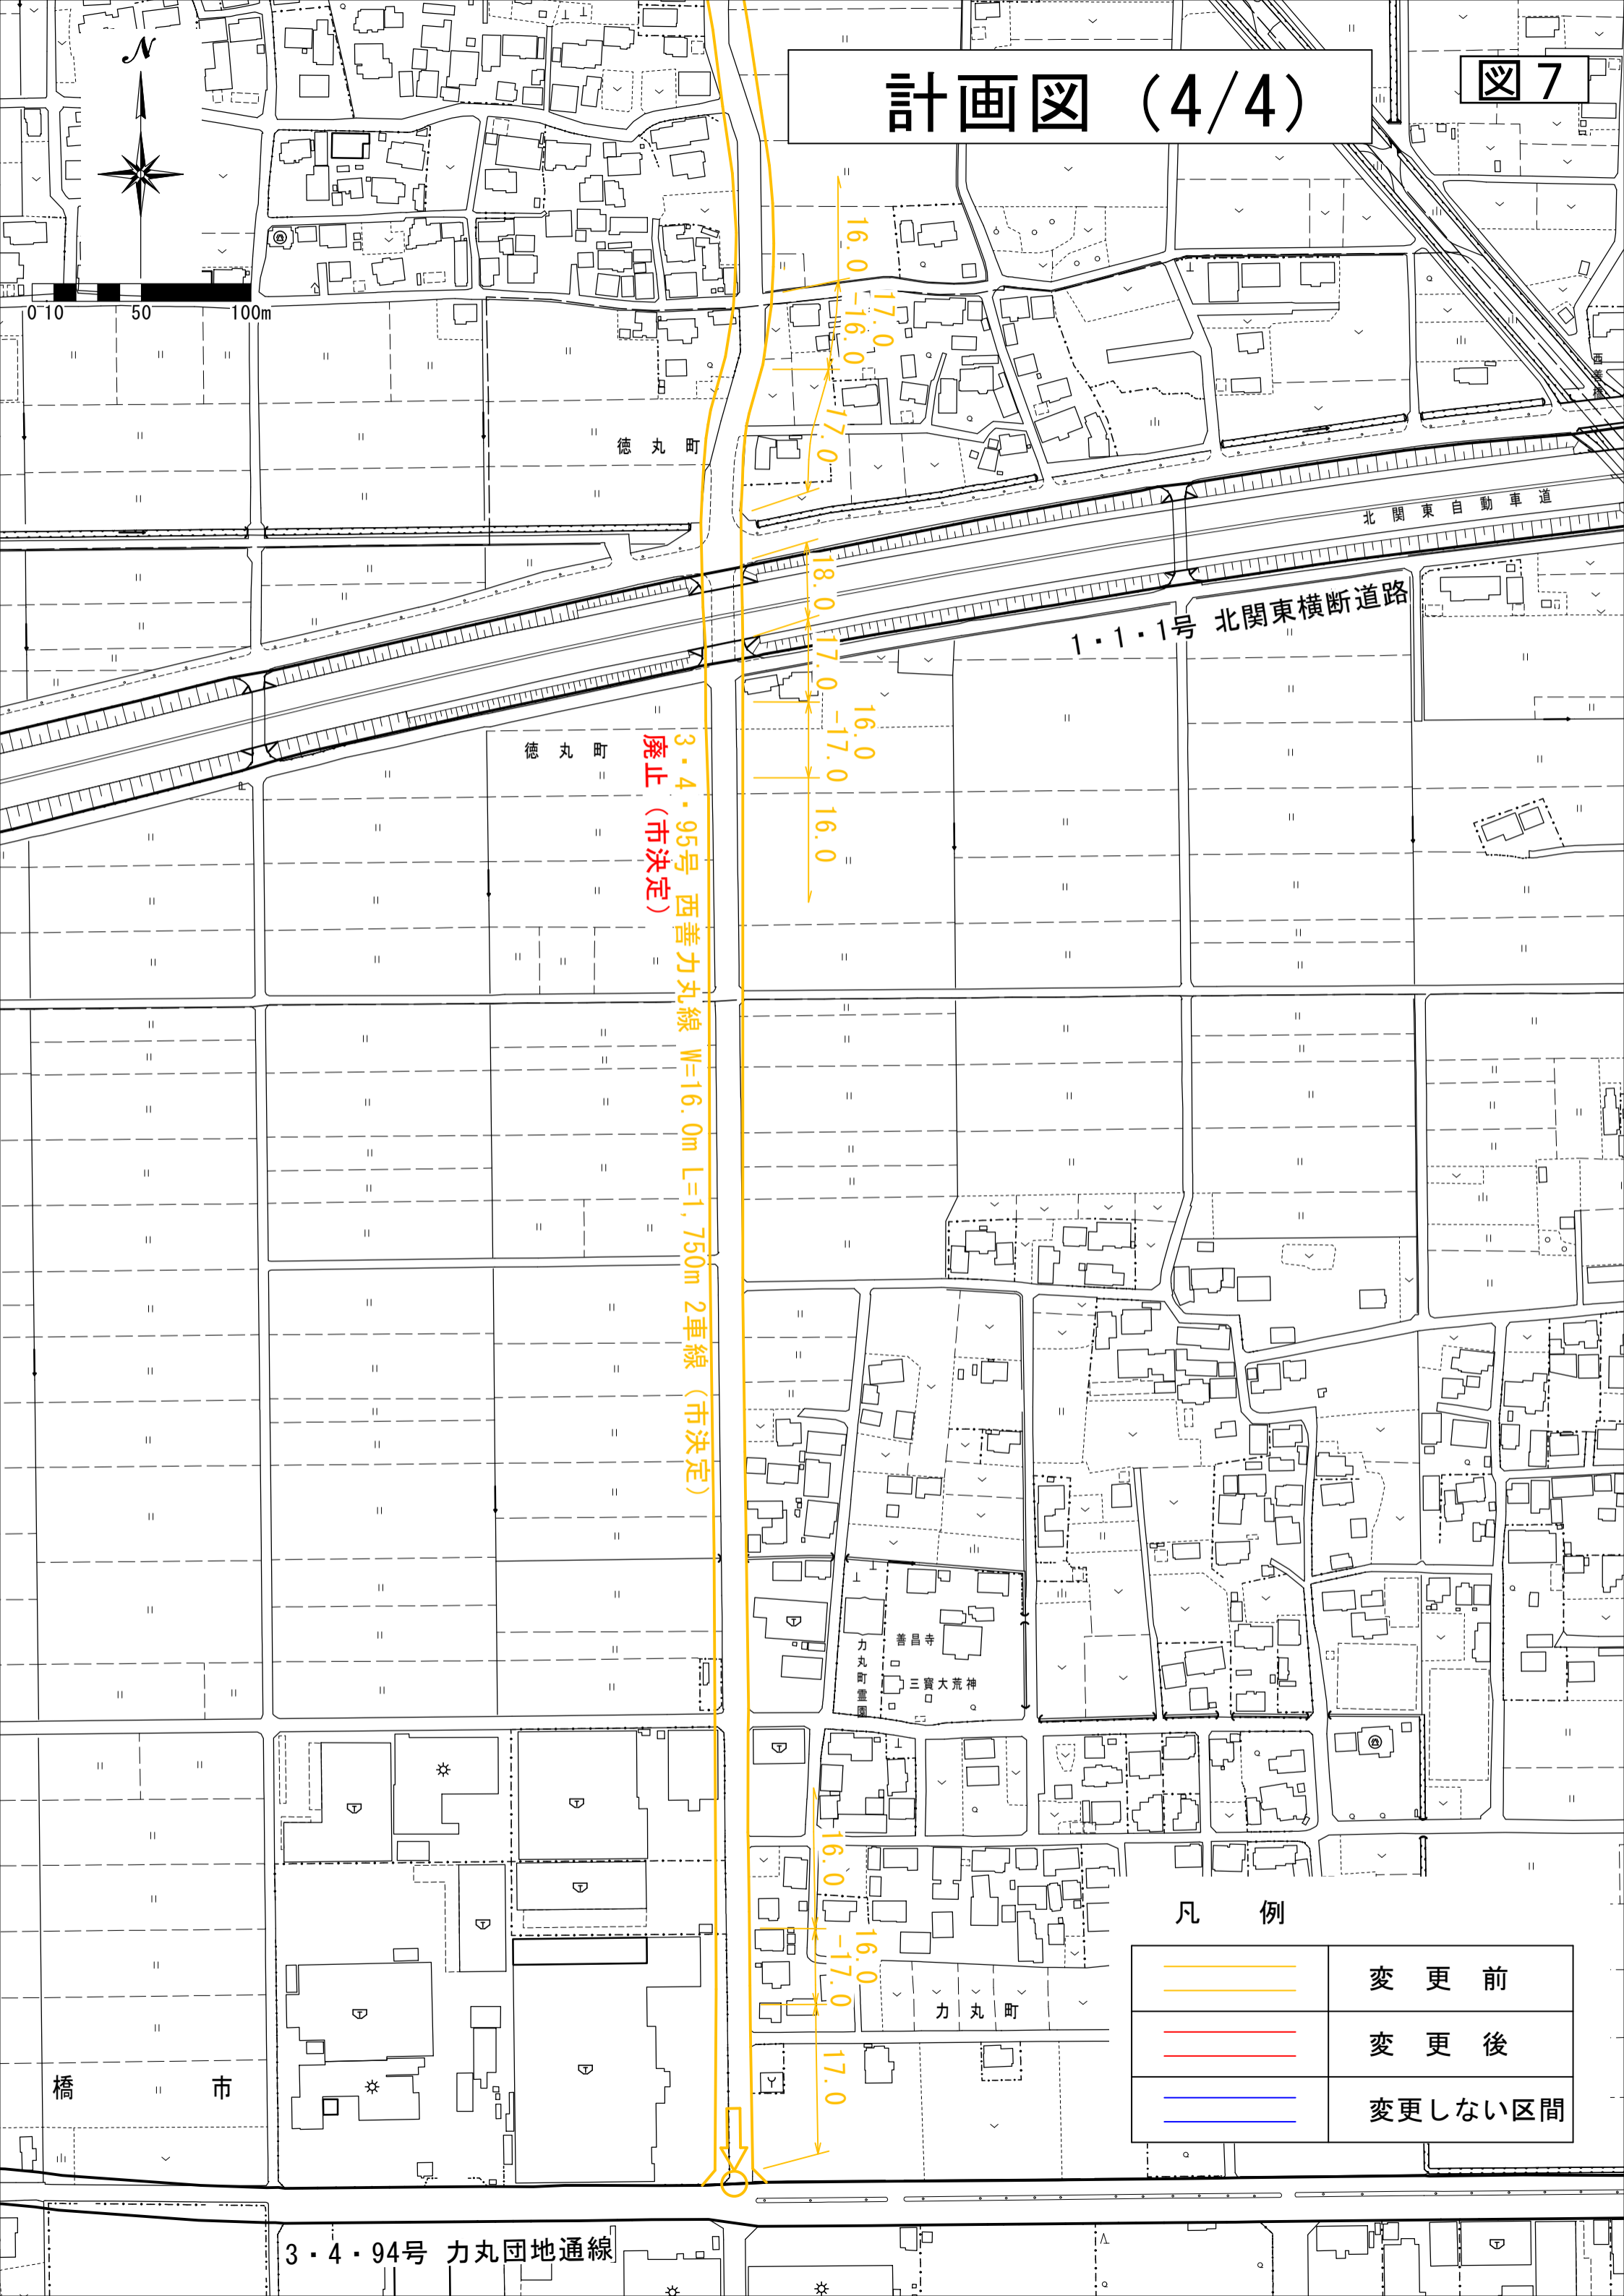 計画図（4/4）
図7
N
0 10 50 100m
16.0
17.0
-16.0
17.0
徳丸町
西善橋
北関東自動車道
18.0
17.0
1・1・1号 北関東横断道路
16.0
-17.0
16.0
徳丸町
廃止（市決定）
3・4・95号 西善力丸線 W=16.0m L=1,750m 2車線（市決定）
善昌寺
力丸町霊園
三寶大荒神
16.0
16.0
-17.0
17.0
力丸町
凡例
変更前
変更後
変更しない区間
橋市
3・4・94号 力丸団地通線